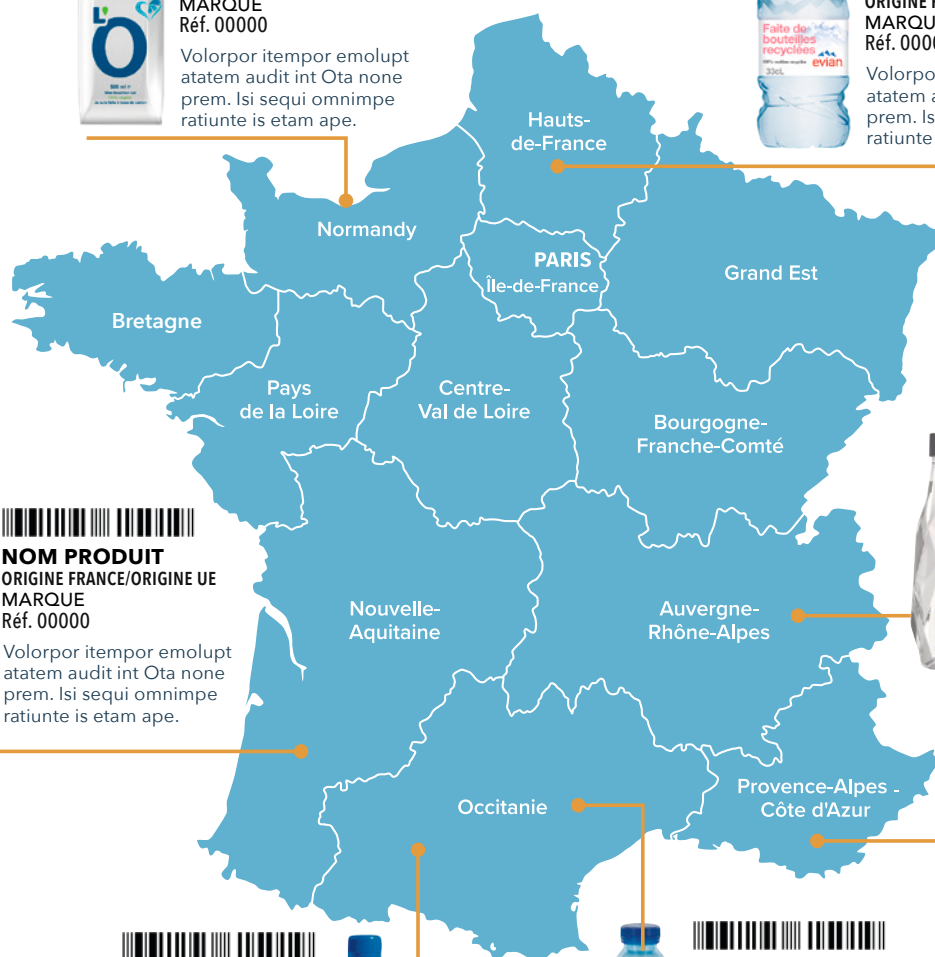 MARQUE
Réf. 00000
Volorpor itempor emolupt
atatem audit int Ota none
prem. Isi sequi omnimpe
ratiunte is etam ape.
L'Ô
Faite de
bouteilles
recyclées
evian
33cL
MARQU
Réf. 0000
Volorpo
atatem a
prem. Is
ratiunte
Hauts-
de-France
Normandy
PARIS
Île-de-France
Grand Est
Bretagne
Pays
de la Loire
Centre-
Val de Loire
Bourgogne-
Franche-Comté
NOM PRODUIT
ORIGINE FRANCE/ORIGINE UE
MARQUE
Réf. 00000
Volorpor itempor emolupt
atatem audit int Ota none
prem. Isi sequi omnimpe
ratiunte is etam ape.
Nouvelle-
Aquitaine
Auvergne-
Rhône-Alpes
Occitanie
Provence-Alpes -
Côte d'Azur